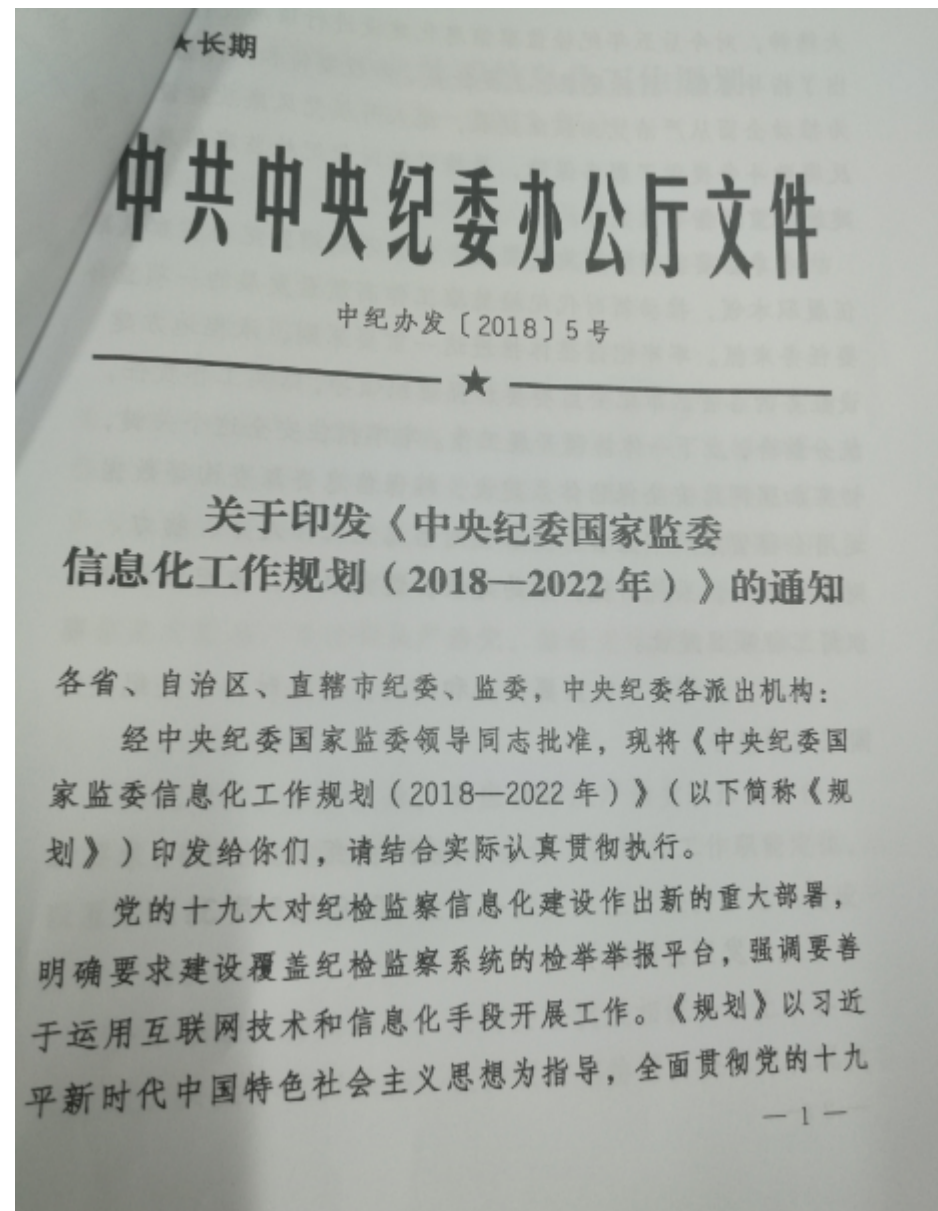 ★长期
中共中央纪委办公厅文件
中纪办发〔2018〕5号
★
关于印发《中央纪委国家监委
信息化工作规划（2018—2022年）》的通知
各省、自治区、直辖市纪委、监委，中央纪委各派出机构：
经中央纪委国家监委领导同志批准，现将《中央纪委国
家监委信息化工作规划（2018—2022年）》（以下简称《规
划》）印发给你们，请结合实际认真贯彻执行。
党的十九大对纪检监察信息化建设作出新的重大部署，
明确要求建设覆盖纪检监察系统的检举举报平台，强调要善
于运用互联网技术和信息化手段开展工作。《规划》以习近
平新时代中国特色社会主义思想为指导，全面贯彻党的十九
— 1 —